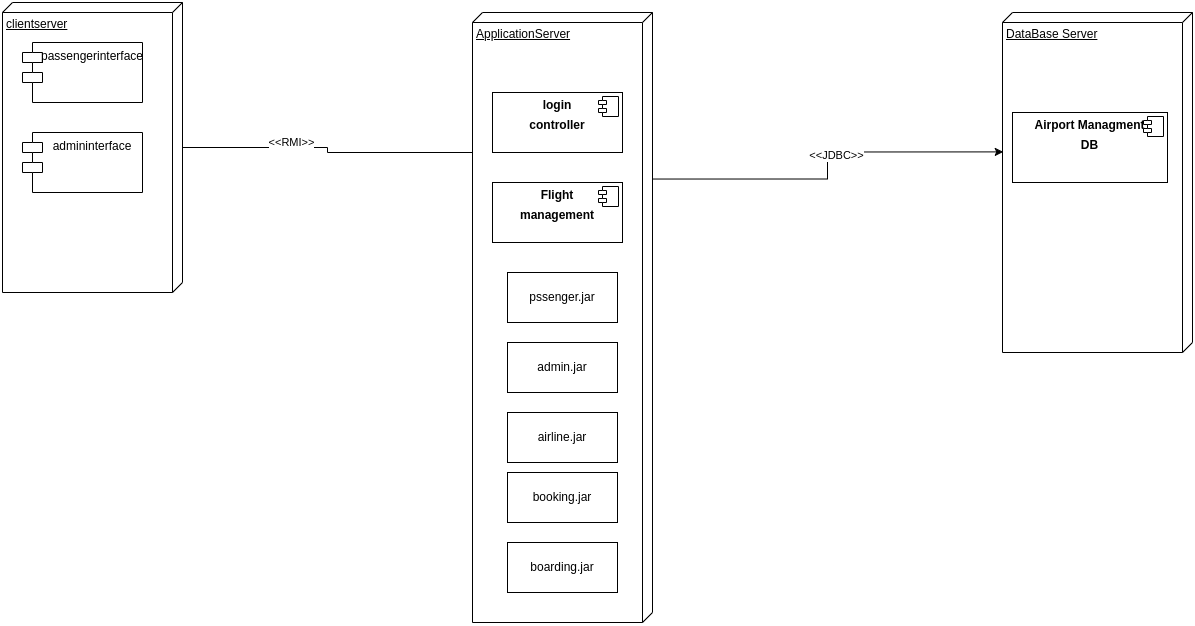 clientserver
passengerinterface
admininterface
<<RMI>>
ApplicationServer
login
controller
Flight
management
pssenger.jar
admin.jar
airline.jar
booking.jar
boarding.jar
<<JDBC>>
DataBase Server
Airport Managment
DB